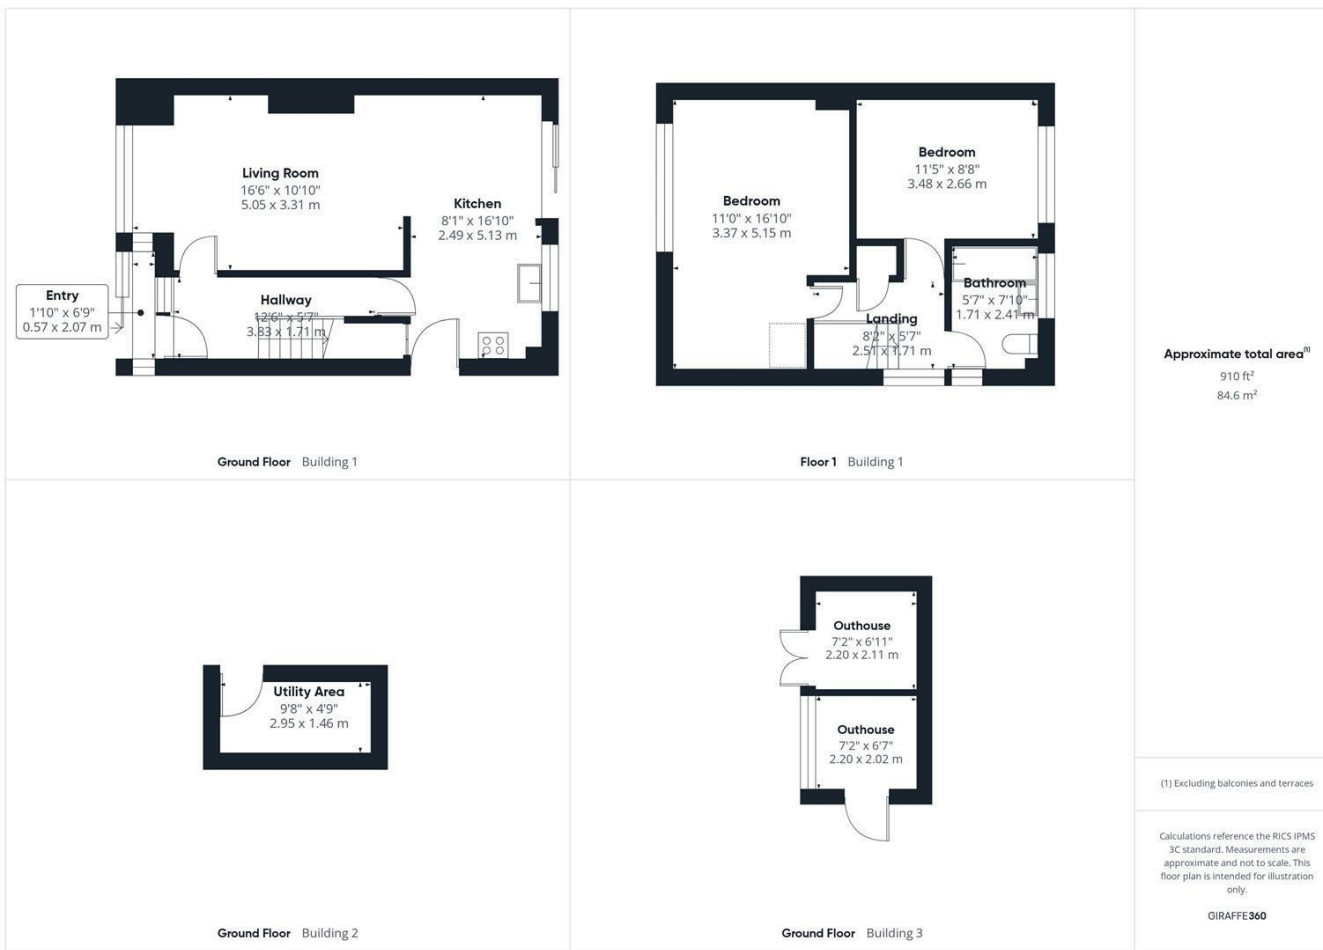 Living Room
16'6" x 10'10"
5.05 x 3.31 m
Kitchen
8'1" x 16'10"
2.49 x 5.13 m
Entry
1'10" x 6'9"
0.57 x 2.07 m
Hallway
12'6" x 5'7"
3.83 x 1.71 m
Ground Floor Building 1
Bedroom
11'0" x 16'10"
3.37 x 5.15 m
Bedroom
11'5" x 8'8"
3.48 x 2.66 m
Bathroom
5'7" x 7'10"
1.71 x 2.41 m
Landing
8'2" x 5'7"
2.51 x 1.71 m
Floor 1 Building 1
Approximate total area(1)
910 ft²
84.6 m²
Utility Area
9'8" x 4'9"
2.95 x 1.46 m
Ground Floor Building 2
Outhouse
7'2" x 6'11"
2.20 x 2.11 m
Outhouse
7'2" x 6'7"
2.20 x 2.02 m
Ground Floor Building 3
(1) Excluding balconies and terraces
Calculations reference the RICS IPMS
3C standard. Measurements are
approximate and not to scale. This
floor plan is intended for illustration
only.
GIRAFFE360